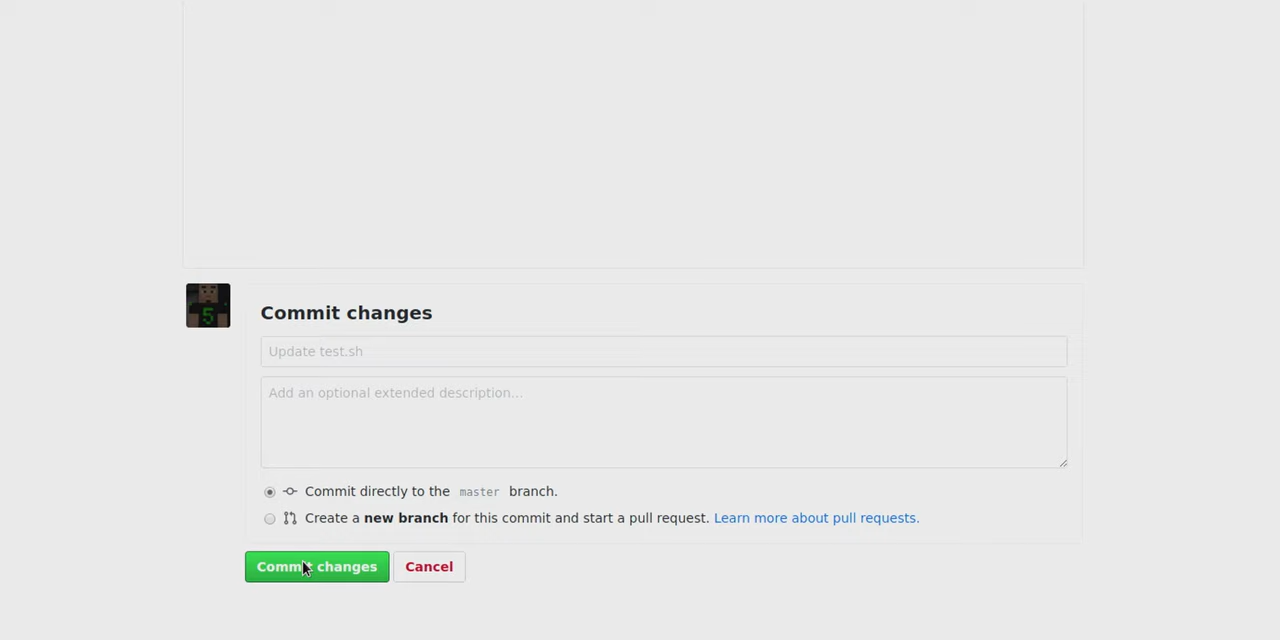 5
Commit changes
Update test.sh
Add an optional extended description...
Commit directly to the master branch.
Create a new branch for this commit and start a pull request. Learn more about pull requests.
Commit changes Cancel